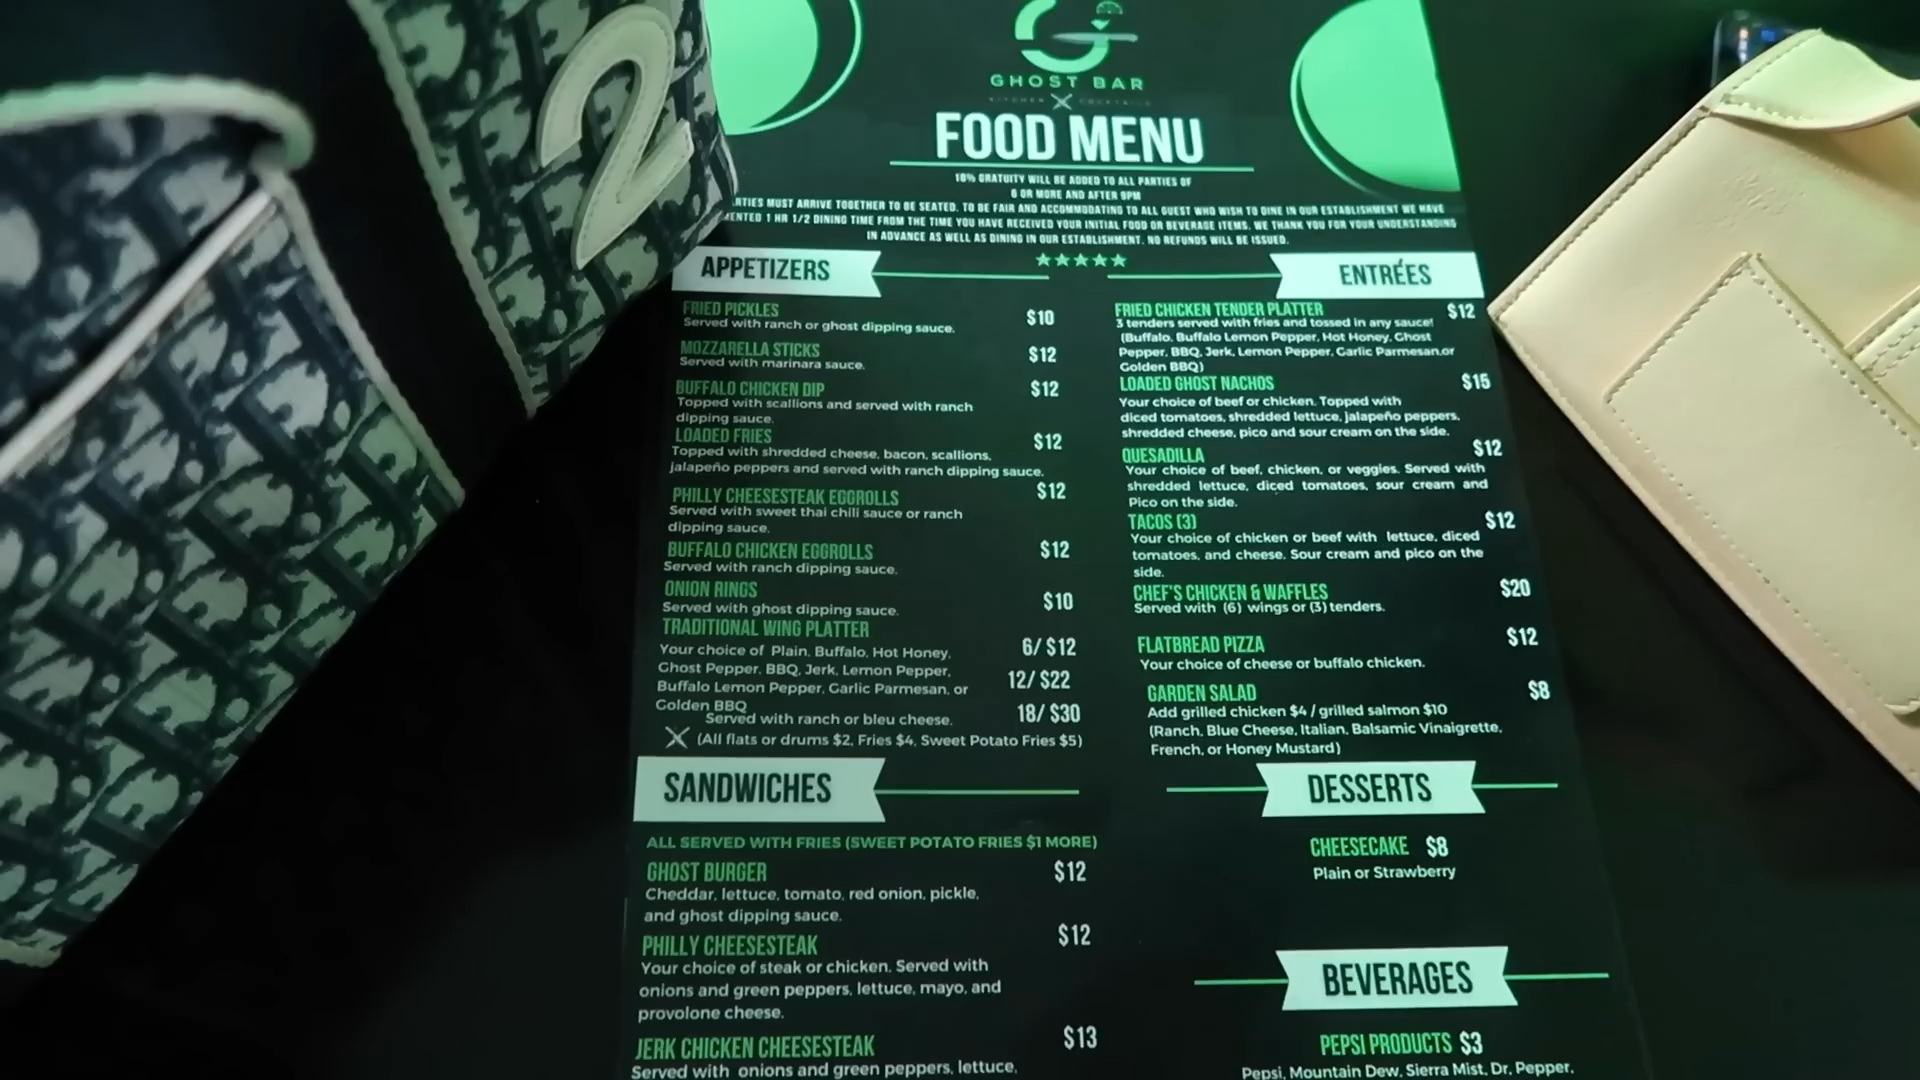 2
GHOST BAR
KITCHEN X COCKTAILS
FOOD MENU
18% GRATUITY WILL BE ADDED TO ALL PARTIES OF
6 OR MORE AND AFTER 9PM
MUST ARRIVE TOGETHER TO BE SEATED. TO BE FAIR AND ACCOMMODATING TO ALL GUEST WHO WISH TO DINE IN OUR ESTABLISHMENT WE HAVE
1 HR 1/2 DINING TIME FROM THE TIME YOU HAVE RECEIVED YOUR INITIAL FOOD OR BEVERAGE ITEMS. WE THANK YOU FOR YOUR UNDERSTANDING
IN ADVANCE AS WELL AS DINING IN OUR ESTABLISHMENT. NO REFUNDS WILL BE ISSUED.
APPETIZERS
FRIED PICKLES $10
Served with ranch or ghost dipping sauce.
MOZZARELLA STICKS $12
Served with marinara sauce.
BUFFALO CHICKEN DIP $12
Topped with scallions and served with ranch
dipping sauce.
LOADED FRIES $12
Topped with shredded cheese, bacon, scallions,
jalapeño peppers and served with ranch dipping sauce.
PHILLY CHEESESTEAK EGGROLLS $12
Served with sweet thai chili sauce or ranch
dipping sauce.
BUFFALO CHICKEN EGGROLLS $12
Served with ranch dipping sauce.
ONION RINGS $10
Served with ghost dipping sauce.
TRADITIONAL WING PLATTER
Your choice of Plain, Buffalo, Hot Honey, 6/ $12
Ghost Pepper, BBQ, Jerk, Lemon Pepper, 12/ $22
Buffalo Lemon Pepper, Garlic Parmesan, or
Golden BBQ 18/ $30
Served with ranch or bleu cheese.
(All flats or drums $2, Fries $4, Sweet Potato Fries $5)
SANDWICHES
ALL SERVED WITH FRIES (SWEET POTATO FRIES $1 MORE)
GHOST BURGER $12
Cheddar, lettuce, tomato, red onion, pickle,
and ghost dipping sauce.
PHILLY CHEESESTEAK $12
Your choice of steak or chicken. Served with
onions and green peppers, lettuce, mayo, and
provolone cheese.
JERK CHICKEN CHEESESTEAK $13
Served with onions and green peppers, lettuce,
ENTRÉES
FRIED CHICKEN TENDER PLATTER $12
3 tenders served with fries and tossed in any sauce!
(Buffalo, Buffalo Lemon Pepper, Hot Honey, Ghost
Pepper, BBQ, Jerk, Lemon Pepper, Garlic Parmesan,or
Golden BBQ)
LOADED GHOST NACHOS $15
Your choice of beef or chicken. Topped with
diced tomatoes, shredded lettuce, jalapeño peppers,
shredded cheese, pico and sour cream on the side.
QUESADILLA $12
Your choice of beef, chicken, or veggies. Served with
shredded lettuce, diced tomatoes, sour cream and
Pico on the side.
TACOS (3) $12
Your choice of chicken or beef with lettuce, diced
tomatoes, and cheese. Sour cream and pico on the
side.
CHEF'S CHICKEN & WAFFLES $20
Served with (6) wings or (3) tenders.
FLATBREAD PIZZA $12
Your choice of cheese or buffalo chicken.
GARDEN SALAD $8
Add grilled chicken $4 / grilled salmon $10
(Ranch, Blue Cheese, Italian, Balsamic Vinaigrette,
French, or Honey Mustard)
DESSERTS
CHEESECAKE $8
Plain or Strawberry
BEVERAGES
PEPSI PRODUCTS $3
Pepsi, Mountain Dew, Sierra Mist, Dr, Pepper,